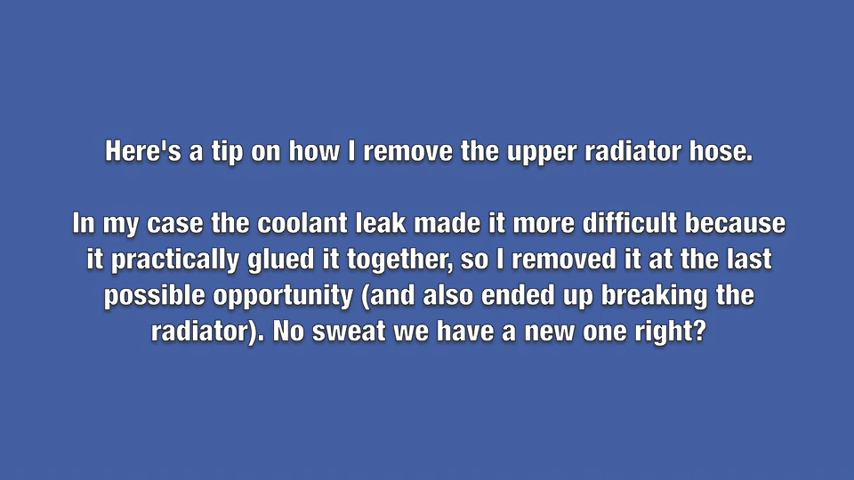 Here's a tip on how I remove the upper radiator hose.
In my case the coolant leak made it more difficult because
it practically glued it together, so I removed it at the last
possible opportunity (and also ended up breaking the
radiator). No sweat we have a new one right?